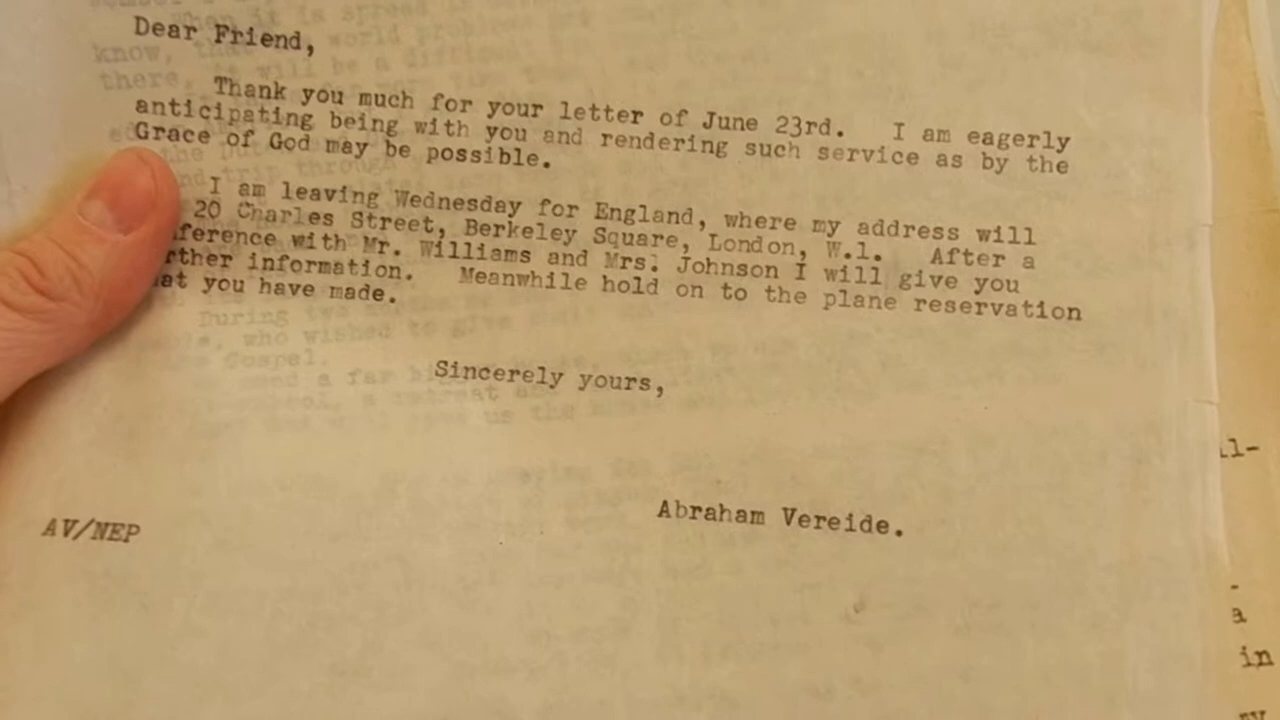 Dear Friend,
Thank you much for your letter of June 23rd. I am eagerly
anticipating being with you and rendering such service as by the
Grace of God may be possible.
I am leaving Wednesday for England, where my address will
20 Charles Street, Berkeley Square, London, W.1. After a
ference with Mr. Williams and Mrs. Johnson I will give you
rther information. Meanwhile hold on to the plane reservation
at you have made.
Sincerely yours,
Abraham Vereide.
AV/NEP
a
in